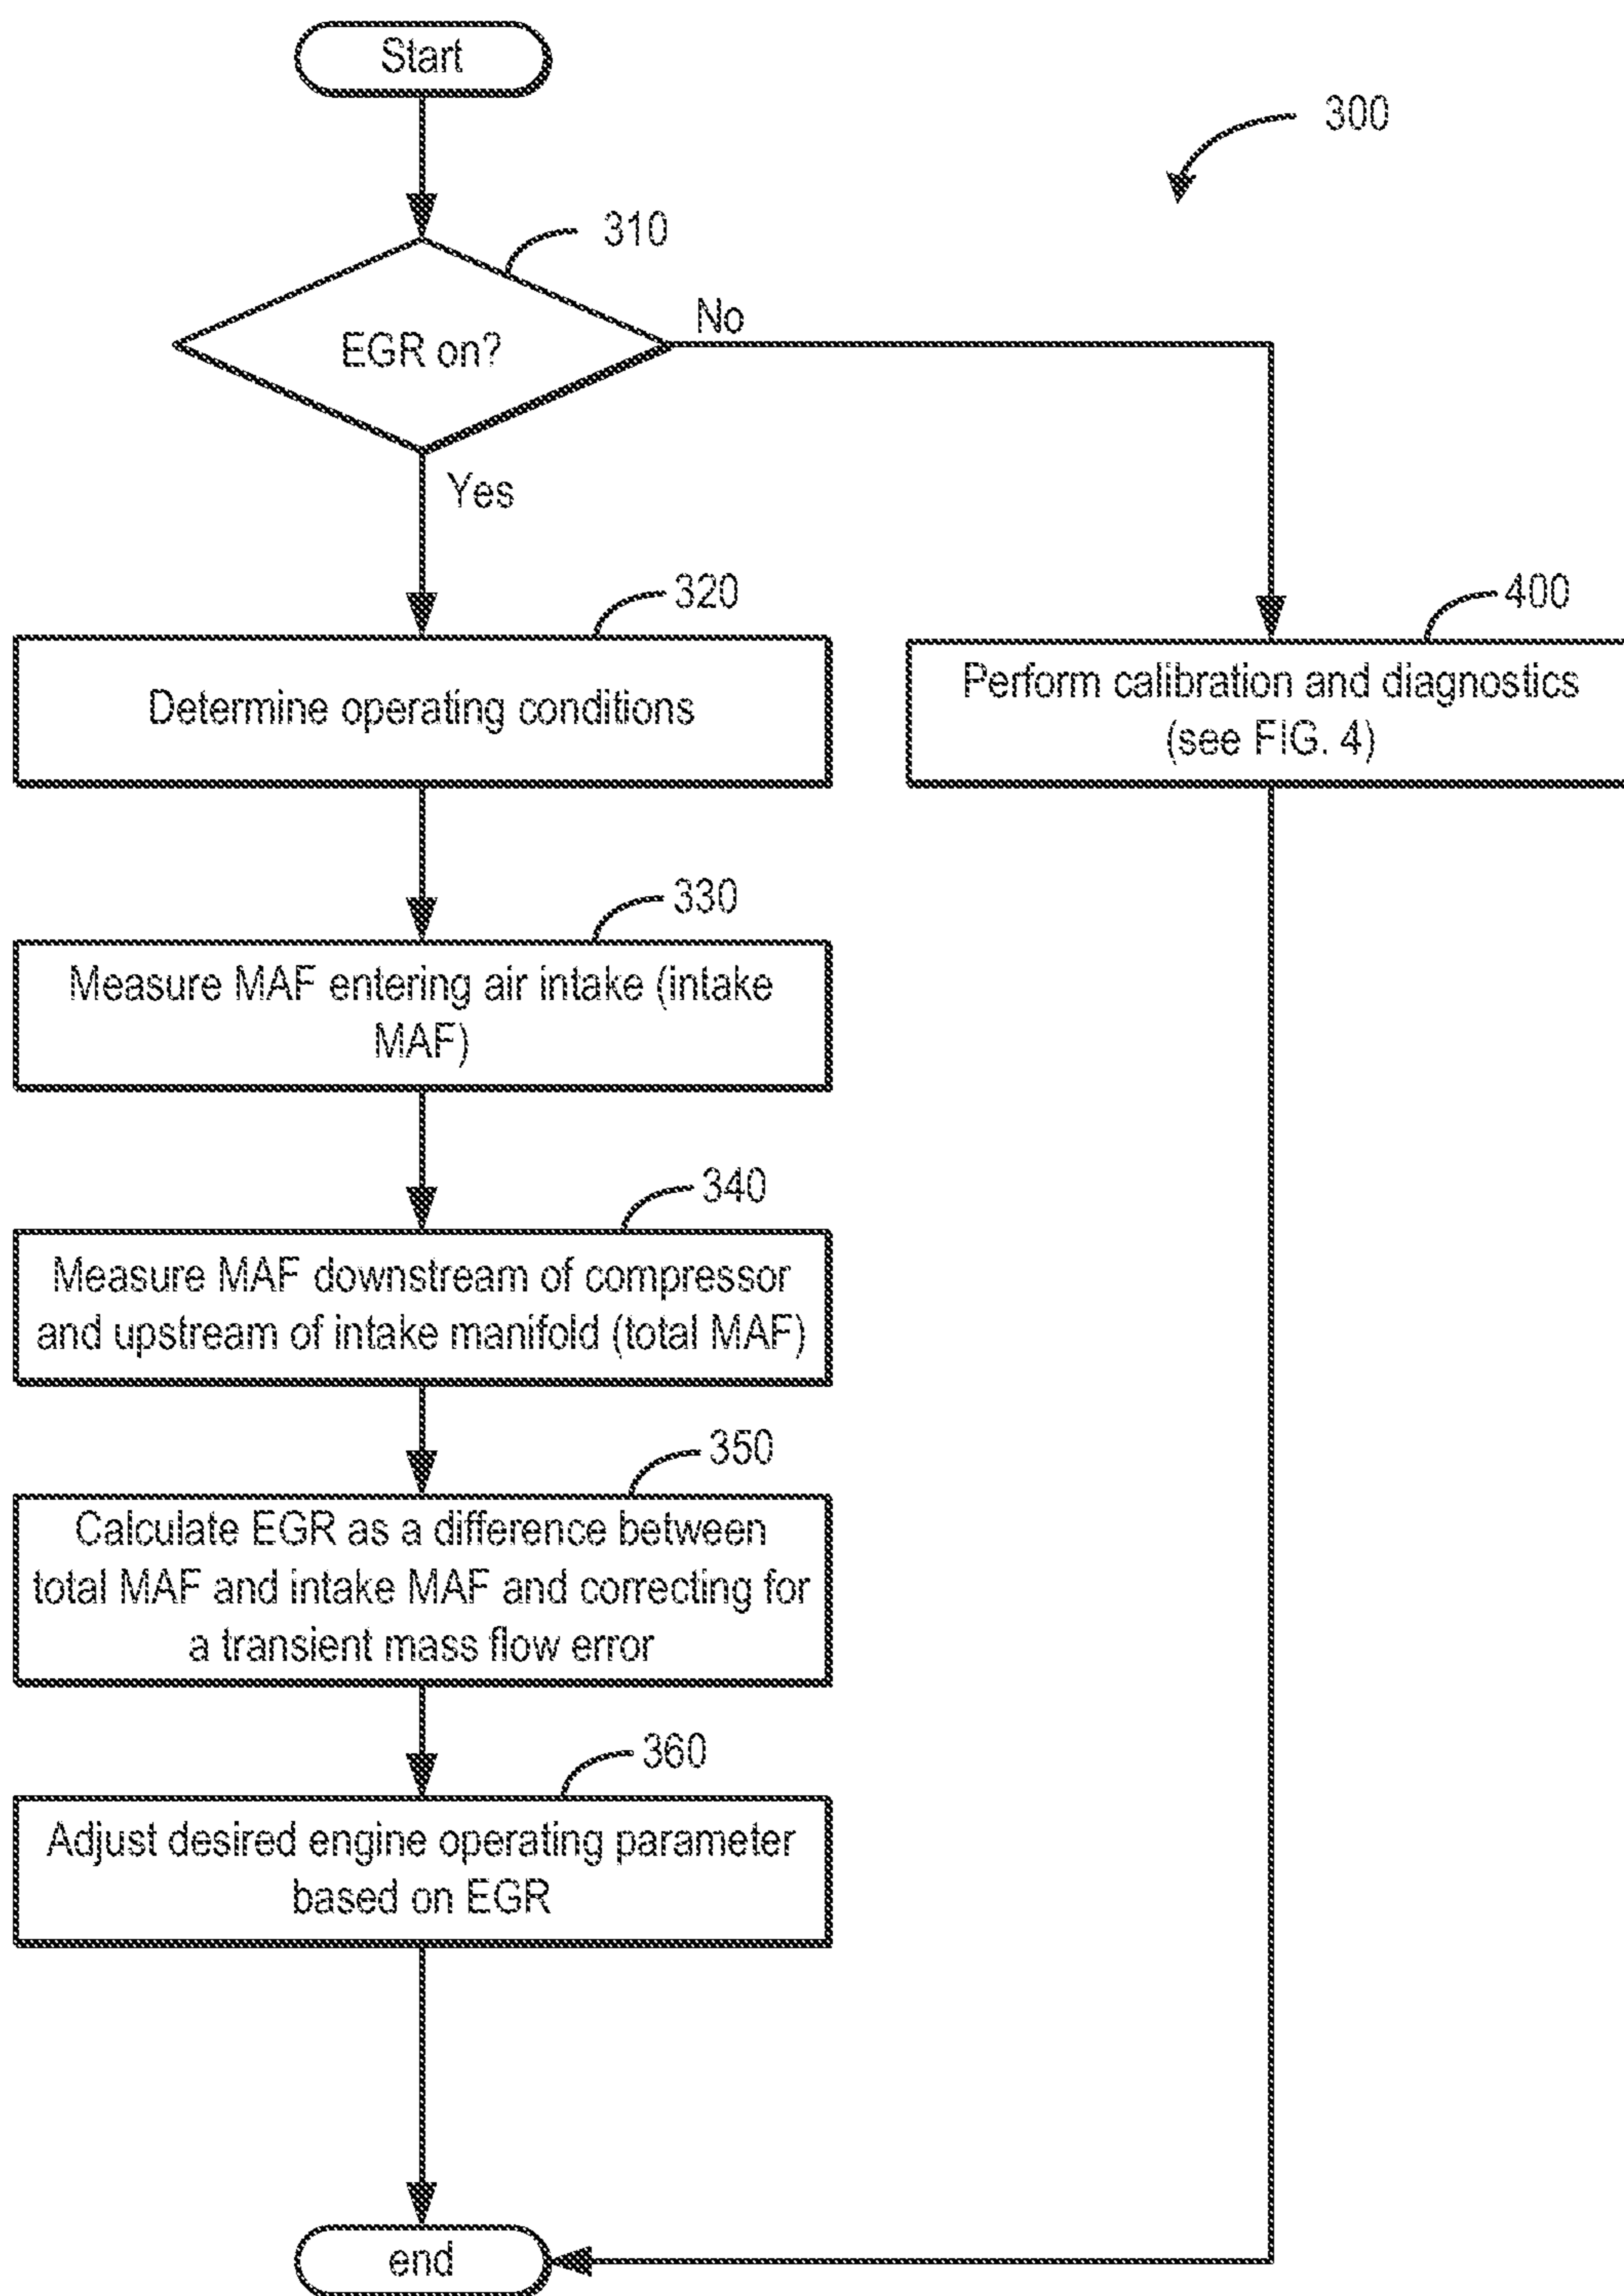 Start
300
310
EGR on?
No
Yes
320
Determine operating conditions
400
Perform calibration and diagnostics
(see FIG. 4)
330
Measure MAF entering air intake (intake
MAF)
340
Measure MAF downstream of compressor
and upstream of intake manifold (total MAF)
350
Calculate EGR as a difference between
total MAF and intake MAF and correcting for
a transient mass flow error
360
Adjust desired engine operating parameter
based on EGR
end